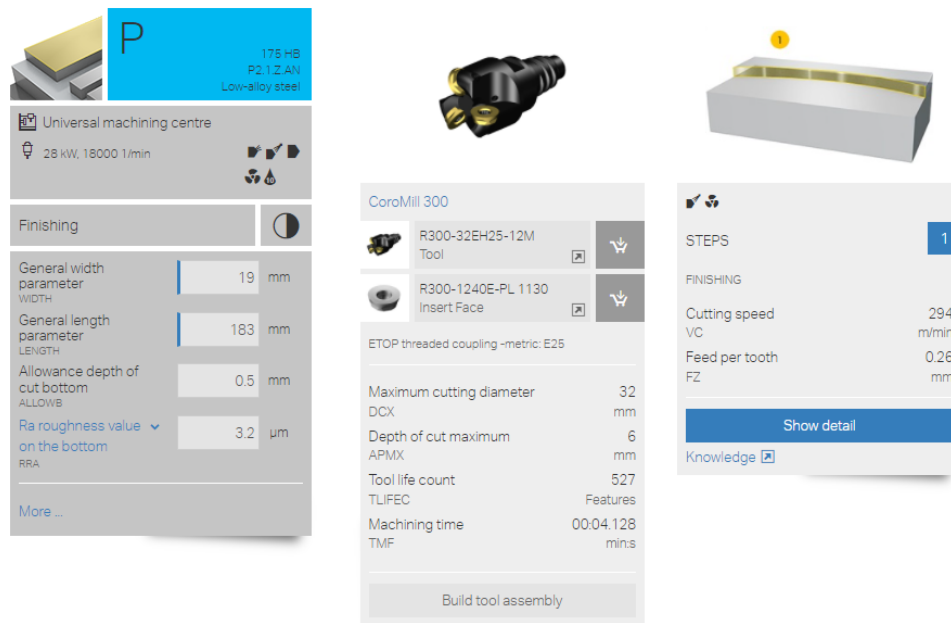 P
175 HB
P2.1.Z.AN
Low-alloy steel
Universal machining centre
28 kW, 18000 1/min
10
Finishing
General width
parameter
WIDTH
19 mm
General length
parameter
LENGTH
183 mm
Allowance depth of
cut bottom
ALLOWB
0.5 mm
Ra roughness value
on the bottom
RRA
3.2 µm
More ...
CoroMill 300
R300-32EH25-12M
Tool
R300-1240E-PL 1130
Insert Face
ETOP threaded coupling -metric: E25
Maximum cutting diameter 32
DCX mm
Depth of cut maximum 6
APMX mm
Tool life count 527
TLIFEC Features
Machining time 00:04.128
TMF min:s
Build tool assembly
1
STEPS 1
FINISHING
Cutting speed 294
VC m/min
Feed per tooth 0.26
FZ mm
Show detail
Knowledge